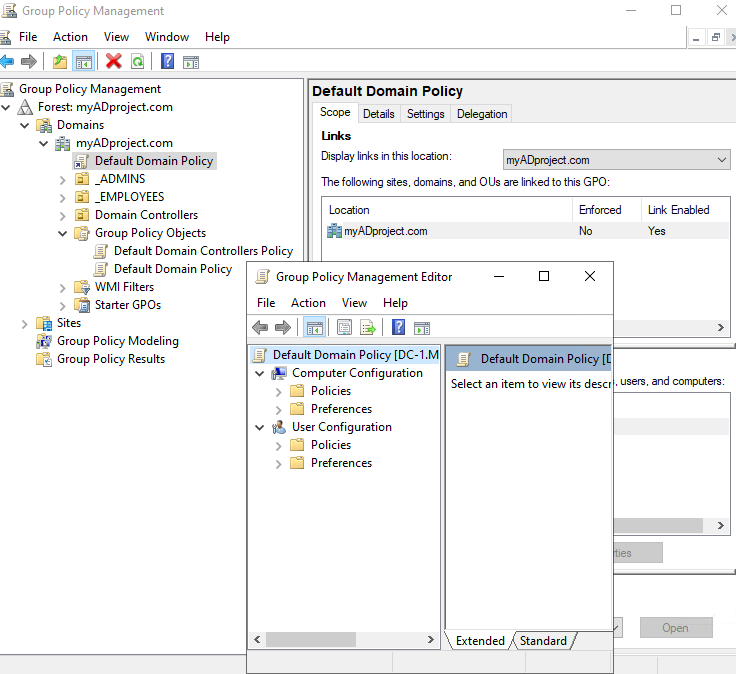 Group Policy Management
File Action View Window Help
Group Policy Management
Forest: myADproject.com
Domains
myADproject.com
Default Domain Policy
_ADMINS
_EMPLOYEES
Domain Controllers
Group Policy Objects
Default Domain Controllers Policy
Default Domain Policy
WMI Filters
Starter GPOs
Sites
Group Policy Modeling
Group Policy Results
Default Domain Policy
Scope Details Settings Delegation
Links
Display links in this location: myADproject.com
The following sites, domains, and OUs are linked to this GPO:
Location Enforced Link Enabled
myADproject.com No Yes
, users, and computers:
Open
Group Policy Management Editor
File Action View Help
Default Domain Policy [DC-1.M
Computer Configuration
Policies
Preferences
User Configuration
Policies
Preferences
Default Domain Policy [D
Select an item to view its descr
Extended Standard